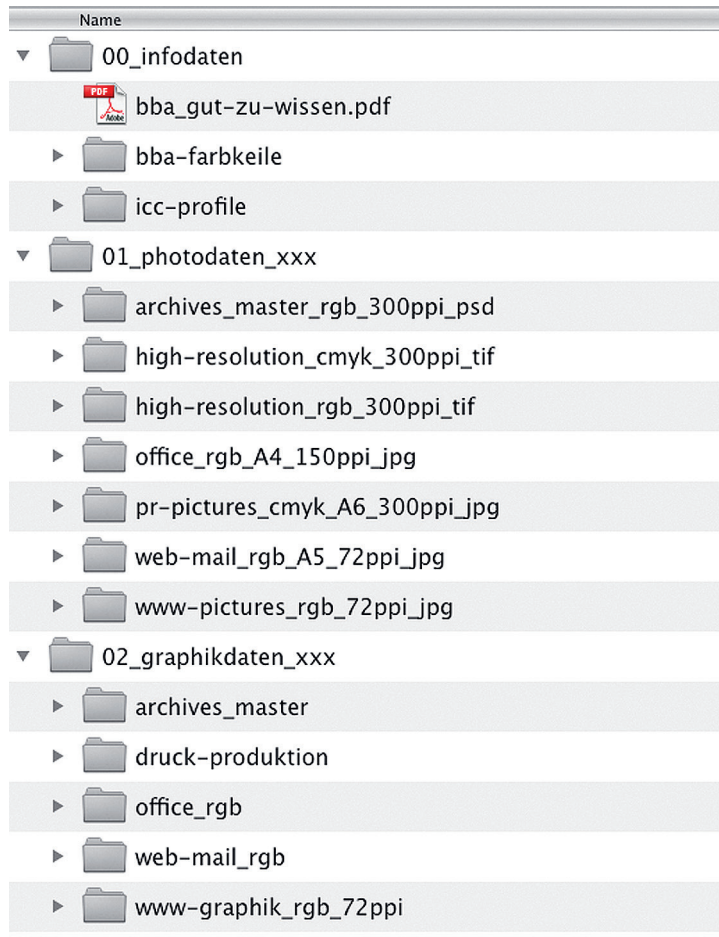 Name
00_infodaten
PDF
Adobe
bba_gut-zu-wissen.pdf
bba-farbkeile
icc-profile
01_photodaten_xxx
archives_master_rgb_300ppi_psd
high-resolution_cmyk_300ppi_tif
high-resolution_rgb_300ppi_tif
office_rgb_A4_150ppi_jpg
pr-pictures_cmyk_A6_300ppi_jpg
web-mail_rgb_A5_72ppi_jpg
www-pictures_rgb_72ppi_jpg
02_graphikdaten_xxx
archives_master
druck-produktion
office_rgb
web-mail_rgb
www-graphik_rgb_72ppi